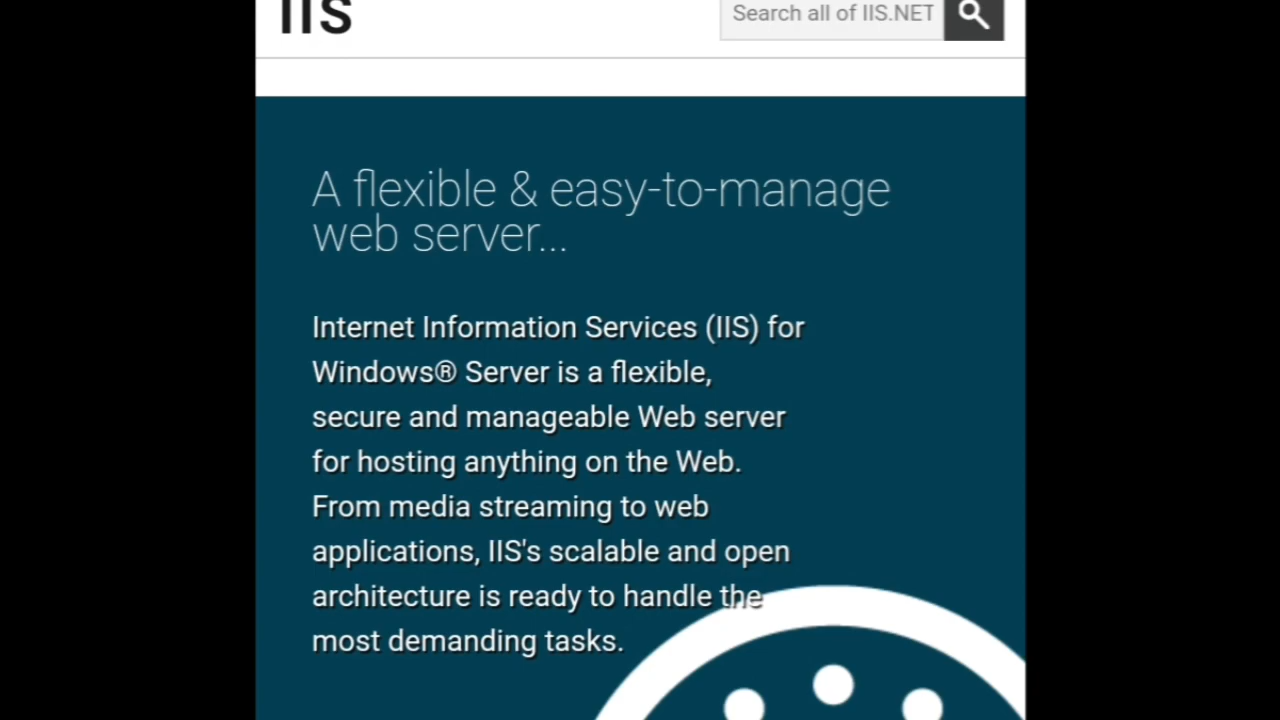 IIS
Search all of IIS.NET
A flexible & easy-to-manage
web server...
Internet Information Services (IIS) for
Windows® Server is a flexible,
secure and manageable Web server
for hosting anything on the Web.
From media streaming to web
applications, IIS's scalable and open
architecture is ready to handle the
most demanding tasks.